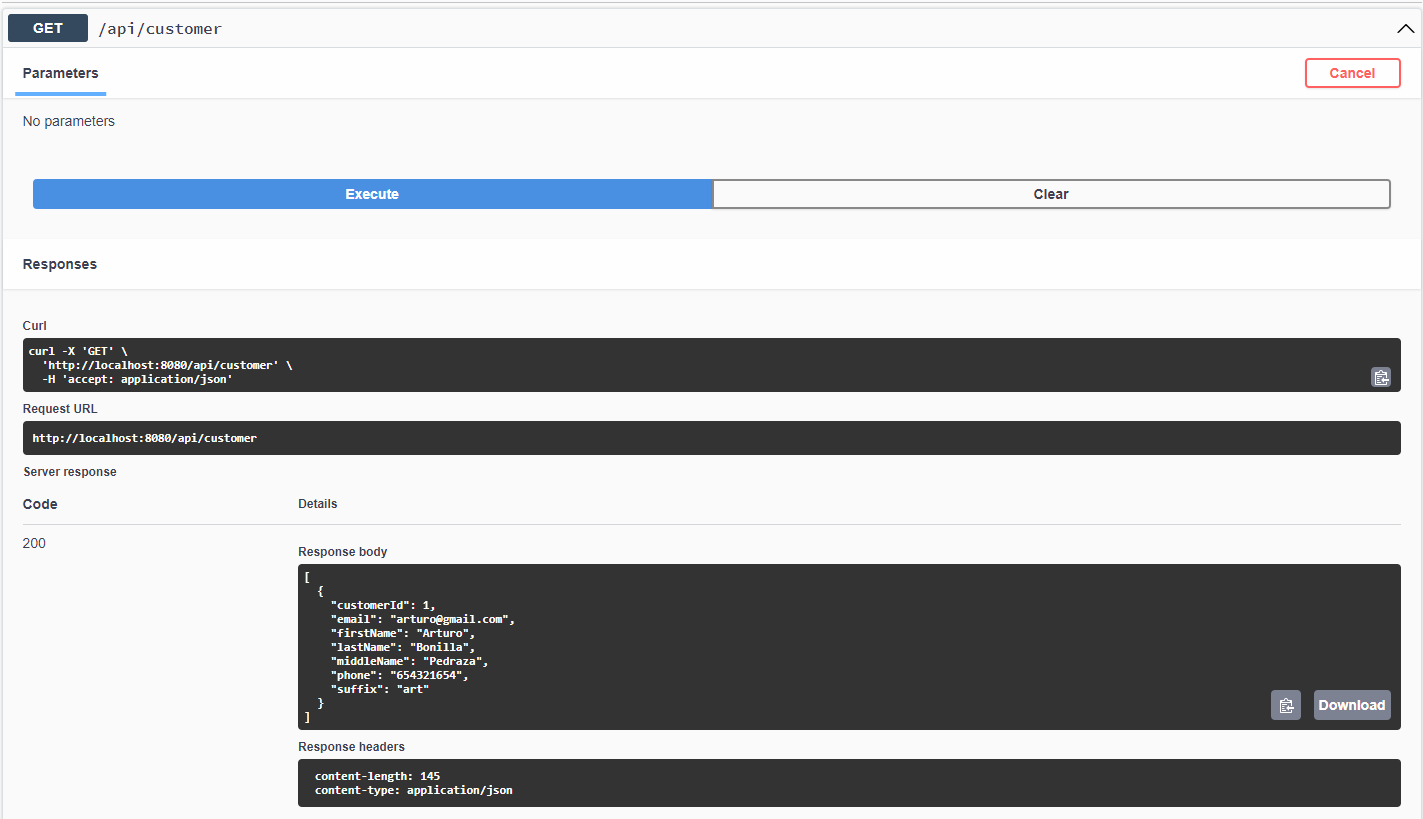 GET /api/customer
Parameters
Cancel
No parameters
Execute
Clear
Responses
Curl
curl -X 'GET' \
  'http://localhost:8080/api/customer' \
  -H 'accept: application/json'
Request URL
http://localhost:8080/api/customer
Server response
Code
Details
200
Response body
[
  {
    "customerId": 1,
    "email": "arturo@gmail.com",
    "firstName": "Arturo",
    "lastName": "Bonilla",
    "middleName": "Pedraza",
    "phone": "654321654",
    "suffix": "art"
  }
]
Download
Response headers
content-length: 145
content-type: application/json